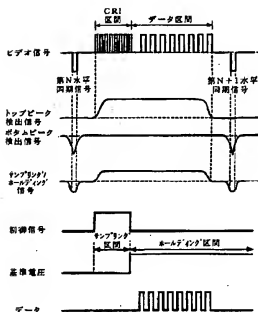 CRI
区間
データ区間
ビデオ信号
第N水平
同期信号
第N+1水平
同期信号
トップピーク
検出信号
ボタムピーク
検出信号
サンプリング/
ホールディング
信号
制御信号
サンプリング
区間
ホールディング区間
基準電圧
データ